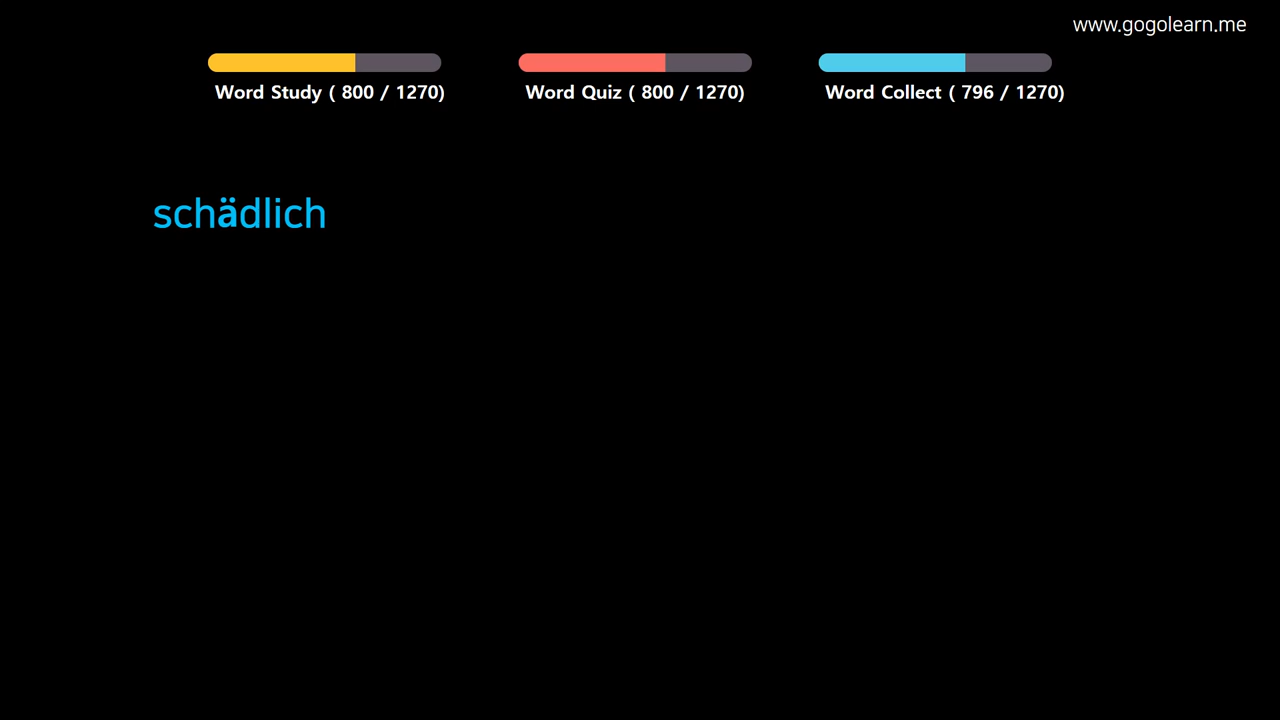 www.gogolearn.me
Word Study ( 800 / 1270)
Word Quiz ( 800 / 1270)
Word Collect ( 796 / 1270)
schädlich